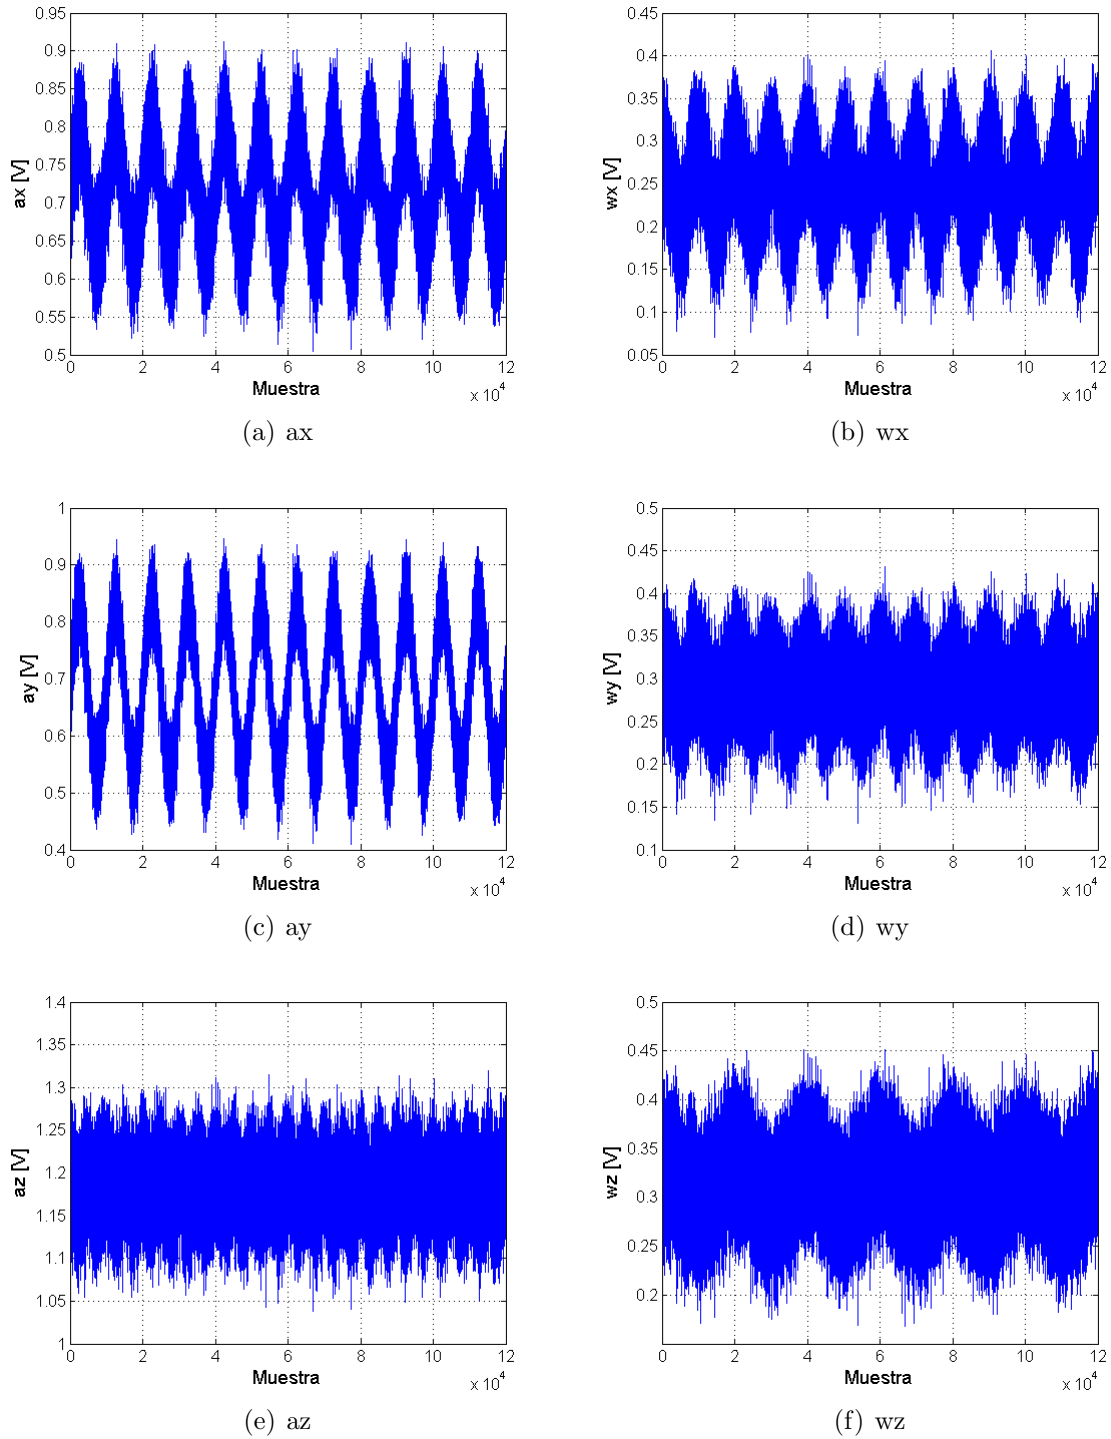 0.95
0.9
0.85
0.8
0.75
0.7
0.65
0.6
0.55
0.5
ax [V]
0 2 4 6 8 10 12
Muestra
x 10^4
(a) ax
0.45
0.4
0.35
0.3
0.25
0.2
0.15
0.1
0.05
wx [V]
0 2 4 6 8 10 12
Muestra
x 10^4
(b) wx
1
0.9
0.8
0.7
0.6
0.5
0.4
ay [V]
0 2 4 6 8 10 12
Muestra
x 10^4
(c) ay
0.5
0.45
0.4
0.35
0.3
0.25
0.2
0.15
0.1
wy [V]
0 2 4 6 8 10 12
Muestra
x 10^4
(d) wy
1.4
1.35
1.3
1.25
1.2
1.15
1.1
1.05
1
az [V]
0 2 4 6 8 10 12
Muestra
x 10^4
(e) az
0.5
0.45
0.4
0.35
0.3
0.25
0.2
wz [V]
0 2 4 6 8 10 12
Muestra
x 10^4
(f) wz